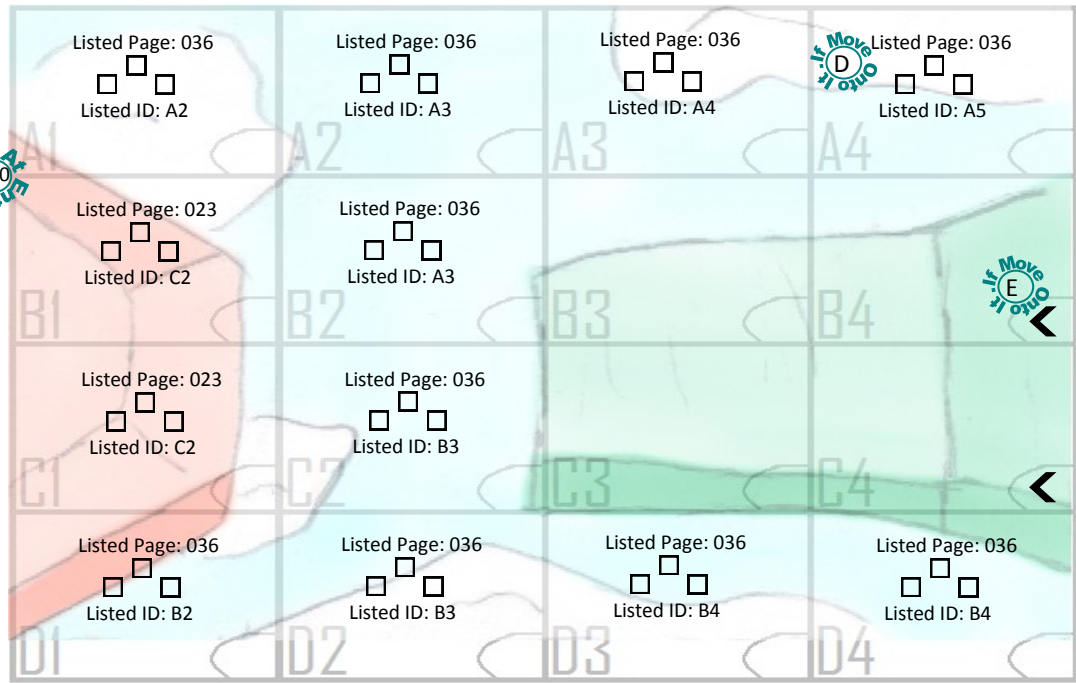 Listed Page: 036
Listed ID: A2
A1
Listed Page: 036
Listed ID: A3
A2
Listed Page: 036
Listed ID: A4
A3
If Move Onto It.
D
Listed Page: 036
Listed ID: A5
A4
At
0
Listed Page: 023
Listed ID: C2
B1
Listed Page: 036
Listed ID: A3
B2
B3
B4
If Move Onto It.
E
Listed Page: 023
Listed ID: C2
C1
Listed Page: 036
Listed ID: B3
C2
C3
C4
Listed Page: 036
Listed ID: B2
D1
Listed Page: 036
Listed ID: B3
D2
Listed Page: 036
Listed ID: B4
D3
Listed Page: 036
Listed ID: B4
D4